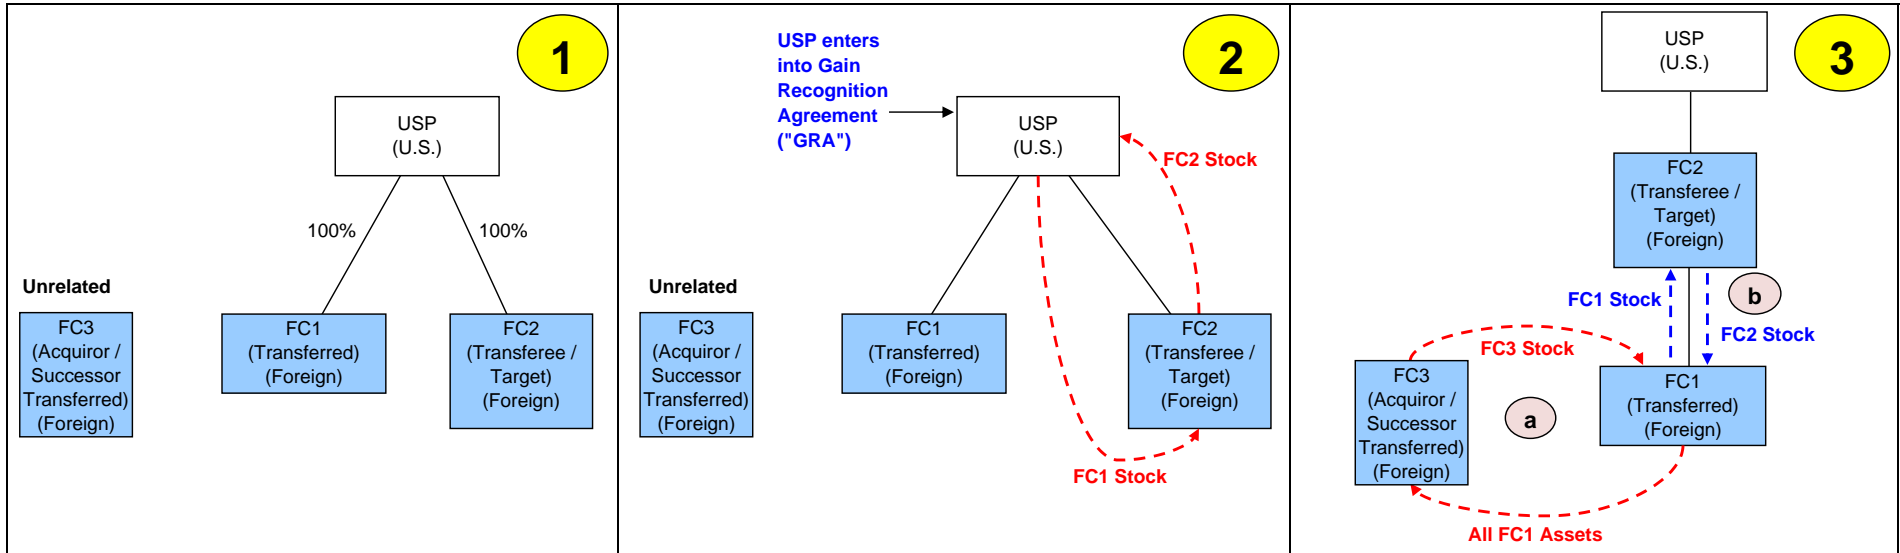 1
USP
(U.S.)
100%
100%
Unrelated
FC3
(Acquiror /
Successor
Transferred)
(Foreign)
FC1
(Transferred)
(Foreign)
FC2
(Transferee /
Target)
(Foreign)
2
USP enters
into Gain
Recognition
Agreement
("GRA")
USP
(U.S.)
FC2 Stock
Unrelated
FC3
(Acquiror /
Successor
Transferred)
(Foreign)
FC1
(Transferred)
(Foreign)
FC2
(Transferee /
Target)
(Foreign)
FC1 Stock
3
USP
(U.S.)
FC2
(Transferee /
Target)
(Foreign)
FC1 Stock
b
FC2 Stock
FC3 Stock
FC3
(Acquiror /
Successor
Transferred)
(Foreign)
a
FC1
(Transferred)
(Foreign)
All FC1 Assets